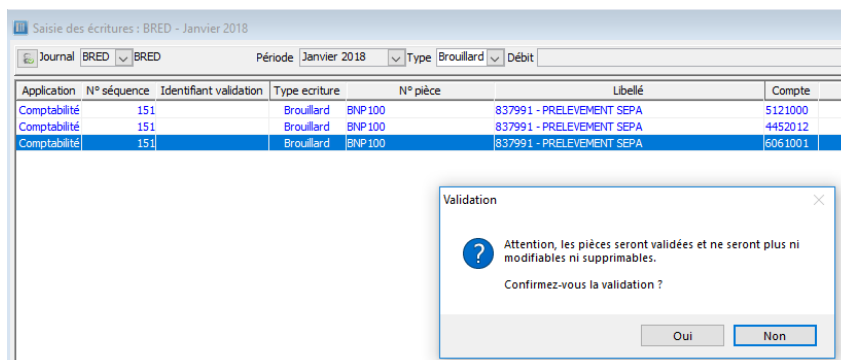 Saisie des écritures : BRED - Janvier 2018
Journal BRED BRED Période Janvier 2018 Type Brouillard Débit
Application N° séquence Identifiant validation Type ecriture N° pièce Libellé Compte
Comptabilité 151 Brouillard BNP100 837991 - PRELEVEMENT SEPA 5121000
Comptabilité 151 Brouillard BNP100 837991 - PRELEVEMENT SEPA 4452012
Comptabilité 151 Brouillard BNP100 837991 - PRELEVEMENT SEPA 6061001
Validation
Attention, les pièces seront validées et ne seront plus ni
modifiables ni supprimables.
Confirmez-vous la validation ?
Oui Non